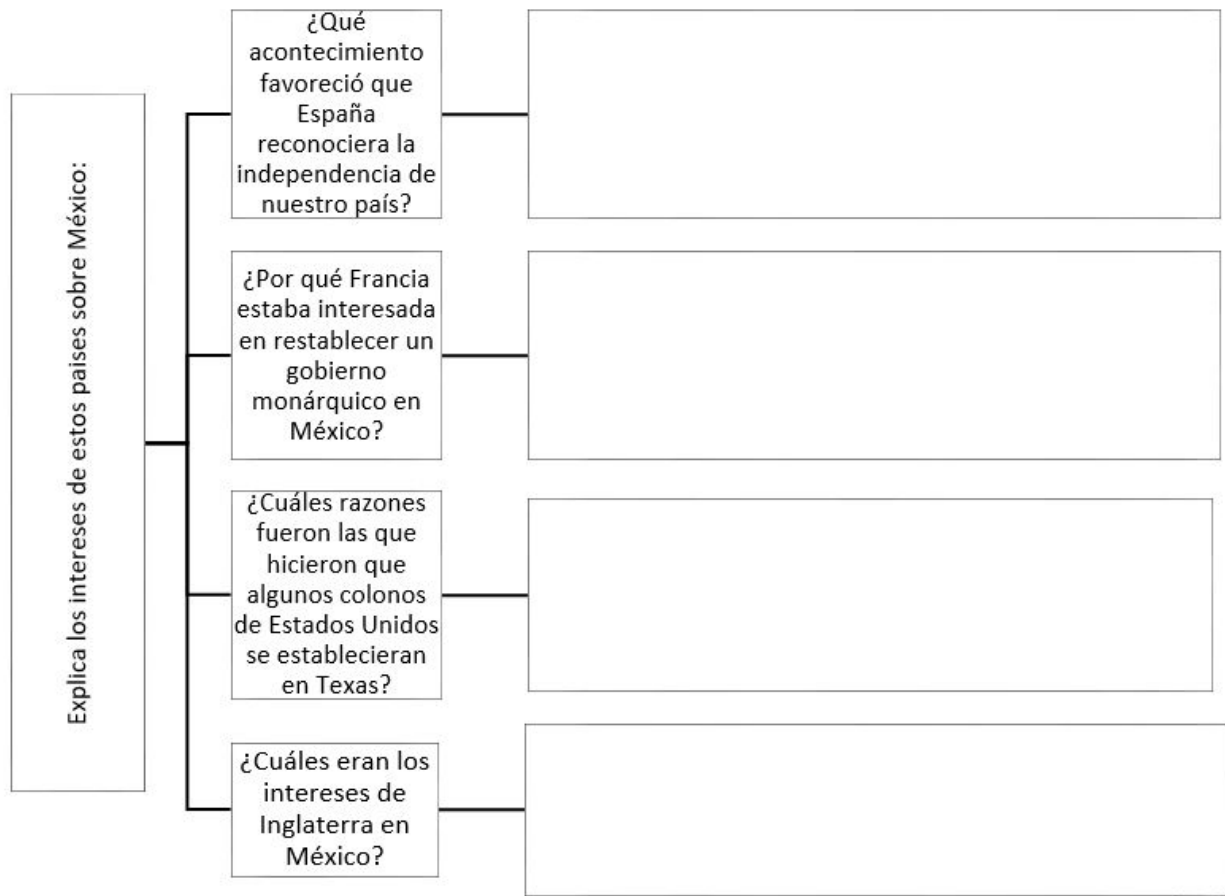 Explica los intereses de estos paises sobre México:
¿Qué
acontecimiento
favoreció que
España
reconociera la
independencia de
nuestro país?
¿Por qué Francia
estaba interesada
en restablecer un
gobierno
monárquico en
México?
¿Cuáles razones
fueron las que
hicieron que
algunos colonos
de Estados Unidos
se establecieran
en Texas?
¿Cuáles eran los
intereses de
Inglaterra en
México?